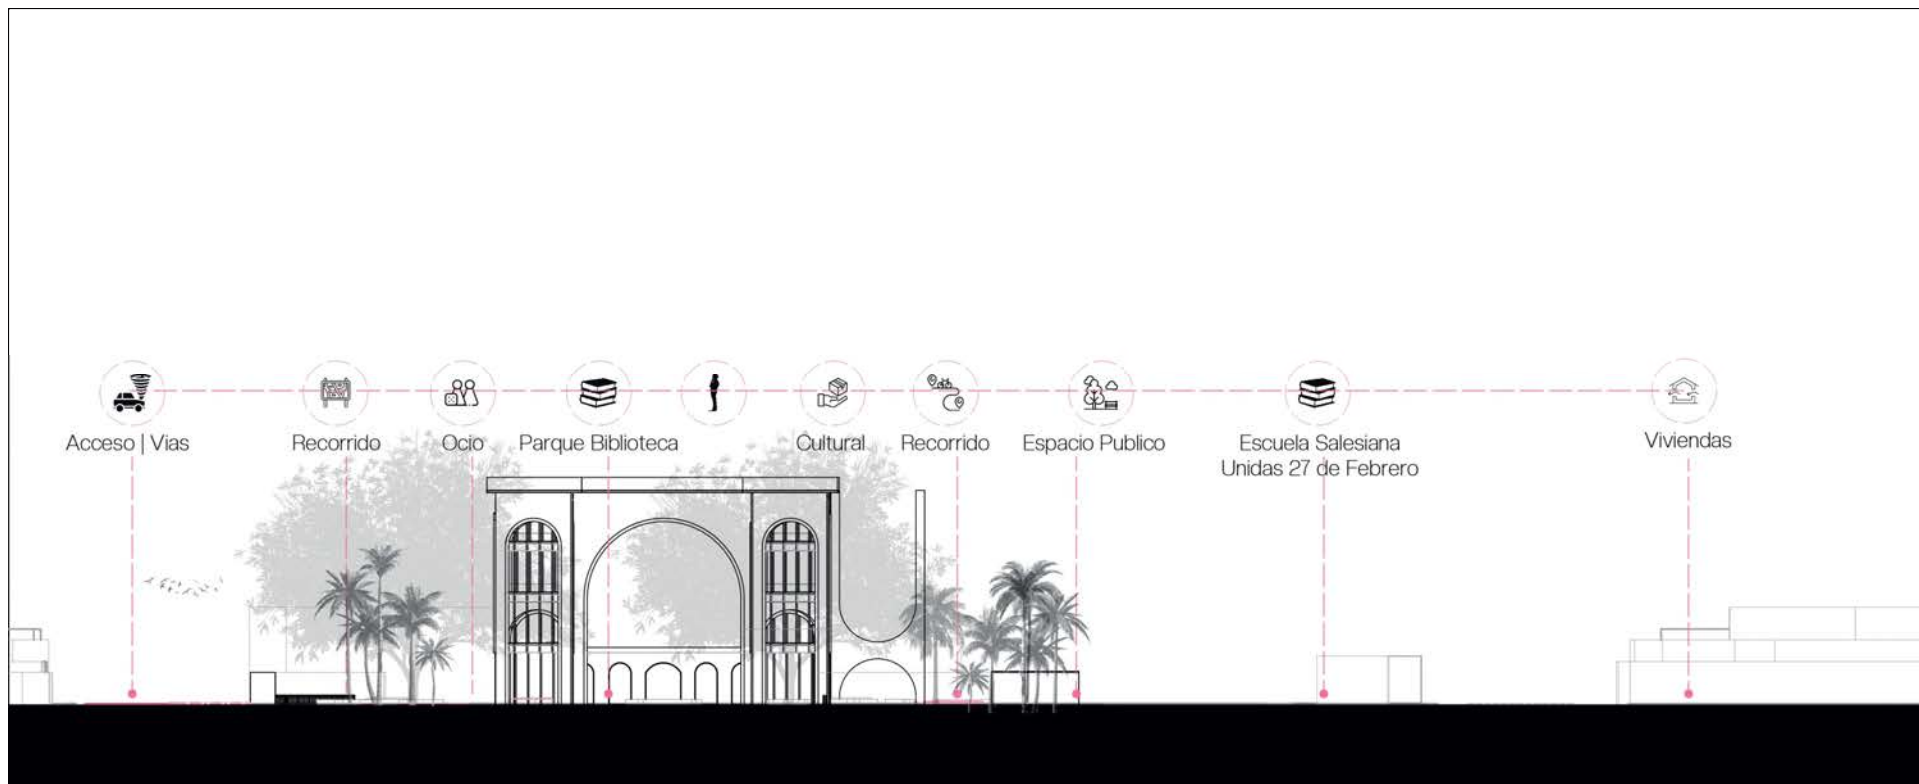 Acceso | Vias
Recorrido
Ocio
Parque Biblioteca
Cultural
Recorrido
Espacio Publico
Escuela Salesiana
Unidas 27 de Febrero
Viviendas